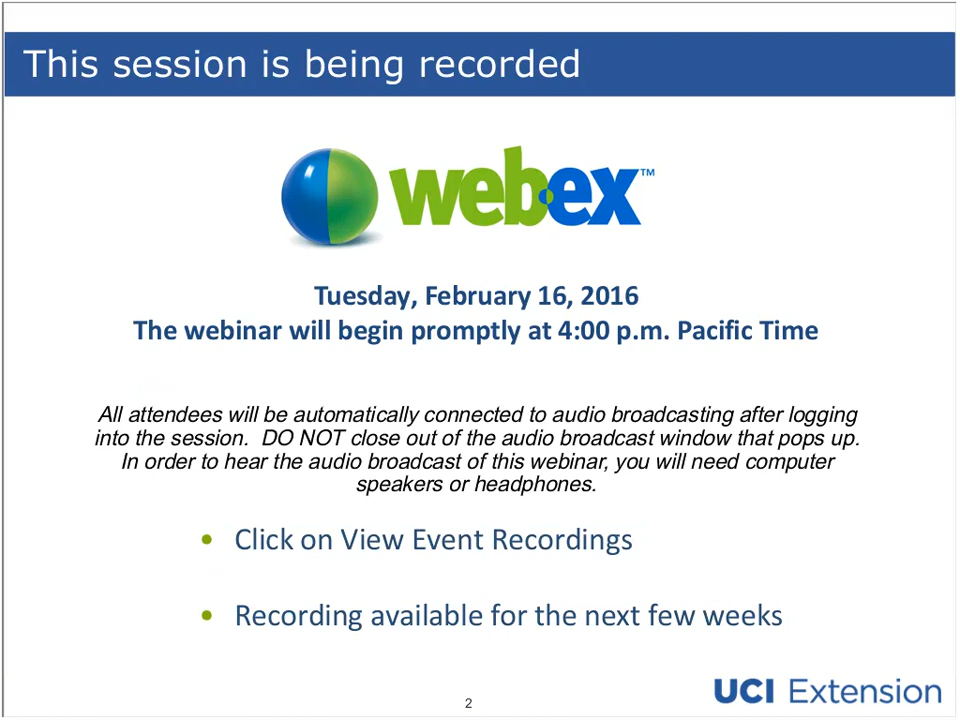 This session is being recorded
webex™
Tuesday, February 16, 2016
The webinar will begin promptly at 4:00 p.m. Pacific Time
All attendees will be automatically connected to audio broadcasting after logging
into the session.  DO NOT close out of the audio broadcast window that pops up.
In order to hear the audio broadcast of this webinar, you will need computer
speakers or headphones.
• Click on View Event Recordings
• Recording available for the next few weeks
2
UCI Extension